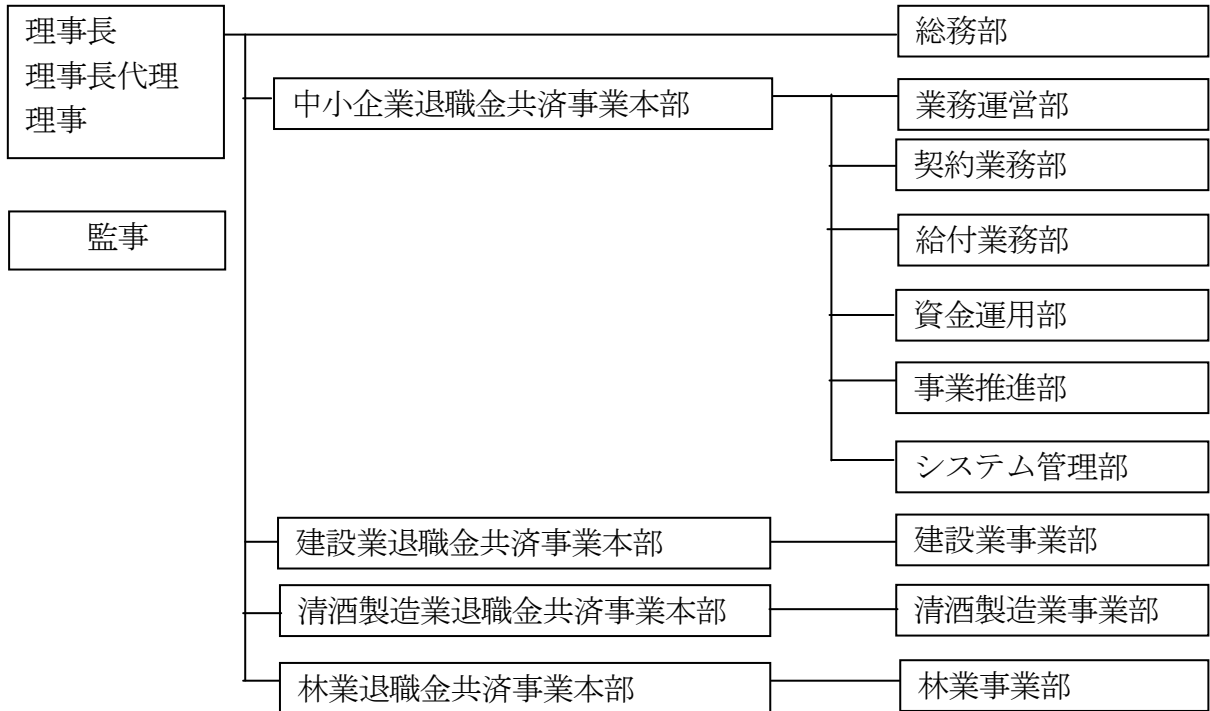 理事長
理事長代理
理事
監事
総務部
中小企業退職金共済事業本部
業務運営部
契約業務部
給付業務部
資金運用部
事業推進部
システム管理部
建設業退職金共済事業本部
建設業事業部
清酒製造業退職金共済事業本部
清酒製造業事業部
林業退職金共済事業本部
林業事業部